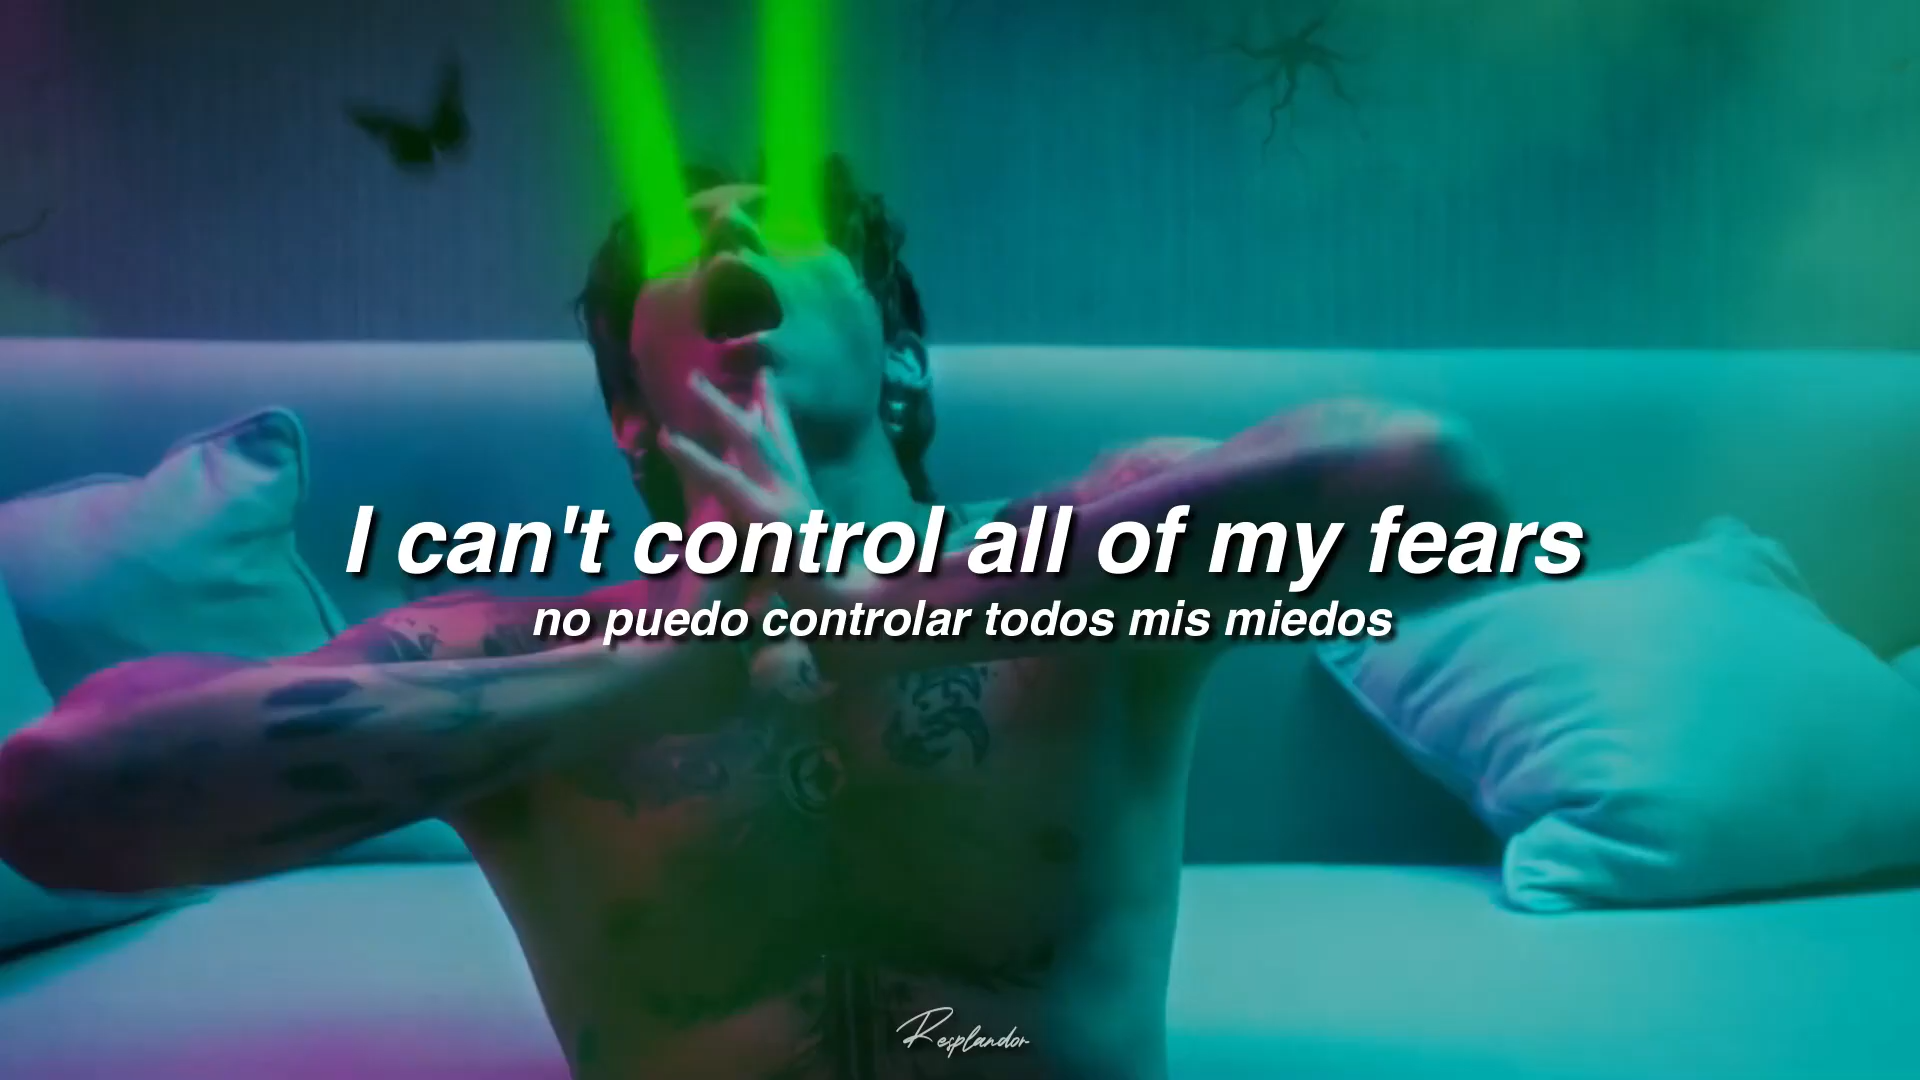 I can't control all of my fears
no puedo controlar todos mis miedos
Resplandor